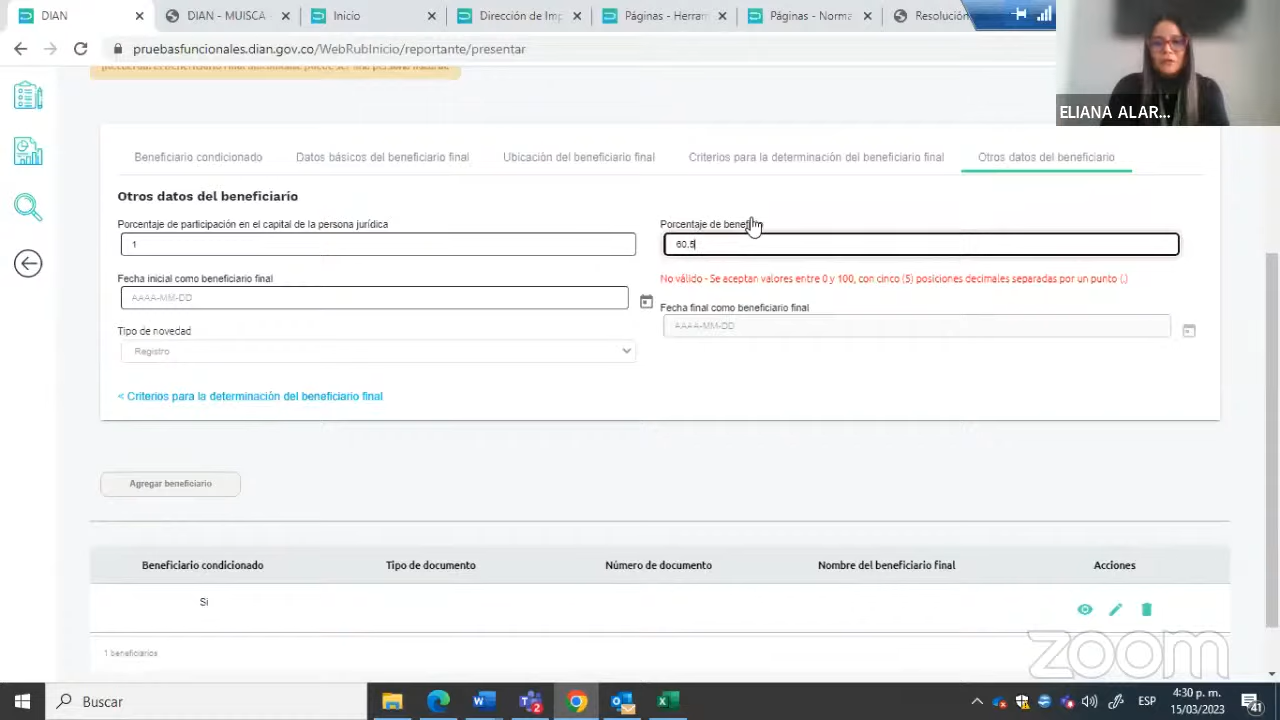 DIAN
DIAN - MUISCA -
Inicio
Dirección de Imp
Páginas - Herram
Páginas - Norma
Resolución
pruebasfuncionales.dian.gov.co/WebRubInicio/reportante/presentar
ELIANA ALAR...
Beneficiario condicionado
Datos básicos del beneficiario final
Ubicación del beneficiario final
Criterios para la determinación del beneficiario final
Otros datos del beneficiario
Otros datos del beneficiario
Porcentaje de participación en el capital de la persona jurídica
Porcentaje de
1
60.5
Fecha inicial como beneficiario final
No válido - Se aceptan valores entre 0 y 100, con cinco (5) posiciones decimales separadas por un punto (.)
AAAA-MM-DD
Fecha final como beneficiario final
AAAA-MM-DD
Tipo de novedad
Registro
< Criterios para la determinación del beneficiario final
Agregar beneficiario
Beneficiario condicionado
Tipo de documento
Número de documento
Nombre del beneficiario final
Acciones
Si
1 beneficiarios
zoom
Buscar
ESP
4:30 p. m.
15/03/2023
2
41